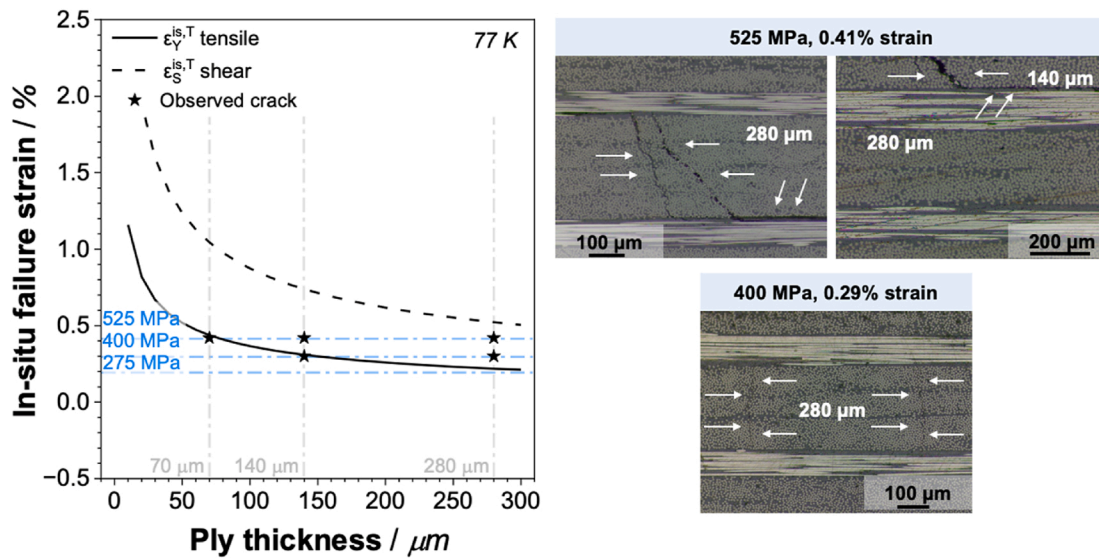 In-situ failure strain / %
2.5
2.0
1.5
1.0
0.5
0.0
−0.5
ε_Y^{is,T} tensile
ε_S^{is,T} shear
Observed crack
77 K
525 MPa
400 MPa
275 MPa
70 μm
140 μm
280 μm
0
50
100
150
200
250
300
Ply thickness / μm
525 MPa, 0.41% strain
280 μm
100 μm
140 μm
280 μm
200 μm
400 MPa, 0.29% strain
280 μm
100 μm